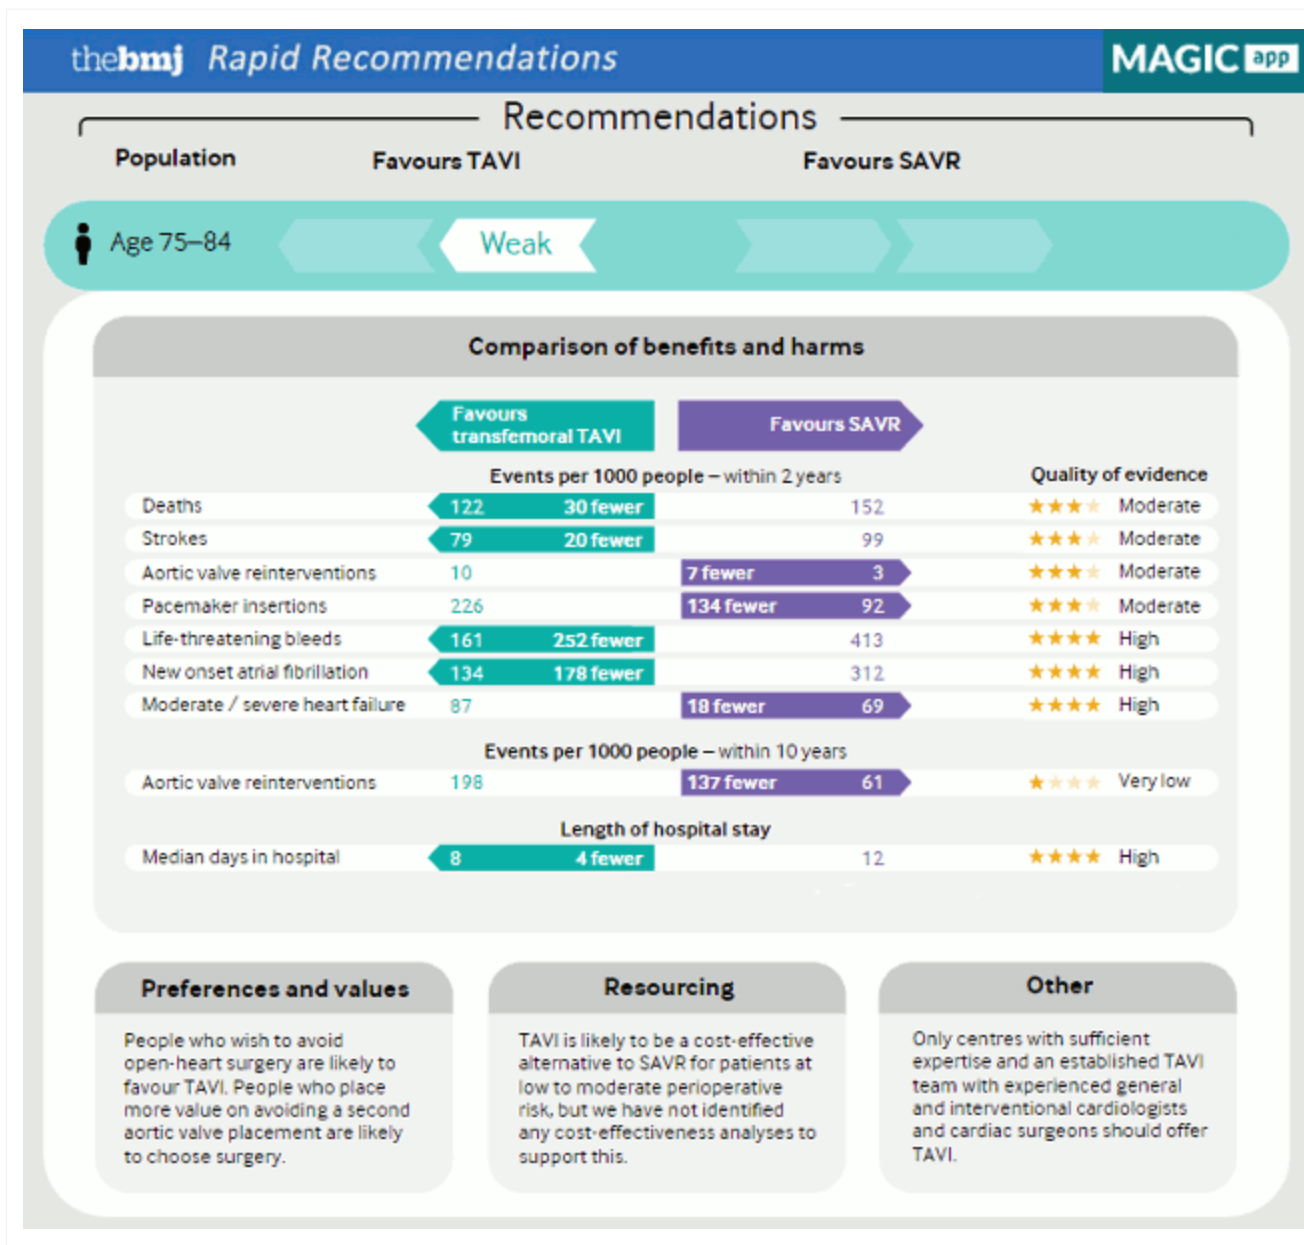 thebmj Rapid Recommendations
MAGIC app
Recommendations
Population Favours TAVI Favours SAVR
Age 75–84 Weak
Comparison of benefits and harms
Favours
transfemoral TAVI
Favours SAVR
Events per 1000 people – within 2 years Quality of evidence
Deaths 122 30 fewer 152 Moderate
Strokes 79 20 fewer 99 Moderate
Aortic valve reinterventions 10 7 fewer 3 Moderate
Pacemaker insertions 226 134 fewer 92 Moderate
Life-threatening bleeds 161 252 fewer 413 High
New onset atrial fibrillation 134 178 fewer 312 High
Moderate / severe heart failure 87 18 fewer 69 High
Events per 1000 people – within 10 years
Aortic valve reinterventions 198 137 fewer 61 Very low
Length of hospital stay
Median days in hospital 8 4 fewer 12 High
Preferences and values
People who wish to avoid
open-heart surgery are likely to
favour TAVI. People who place
more value on avoiding a second
aortic valve placement are likely
to choose surgery.
Resourcing
TAVI is likely to be a cost-effective
alternative to SAVR for patients at
low to moderate perioperative
risk, but we have not identified
any cost-effectiveness analyses to
support this.
Other
Only centres with sufficient
expertise and an established TAVI
team with experienced general
and interventional cardiologists
and cardiac surgeons should offer
TAVI.